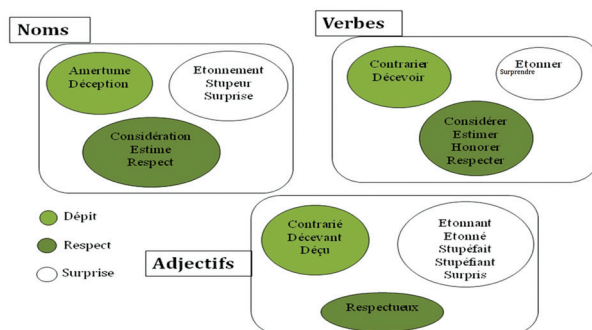 Noms
Amertume
Déception
Etonnement
Stupeur
Surprise
Considération
Estime
Respect
Verbes
Contrarier
Décevoir
Etonner
Surprendre
Considérer
Estimer
Honorer
Respecter
Dépit
Respect
Surprise
Adjectifs
Contrarié
Décevant
Déçu
Etonnant
Etonné
Stupéfait
Stupéfiant
Surpris
Respectueux